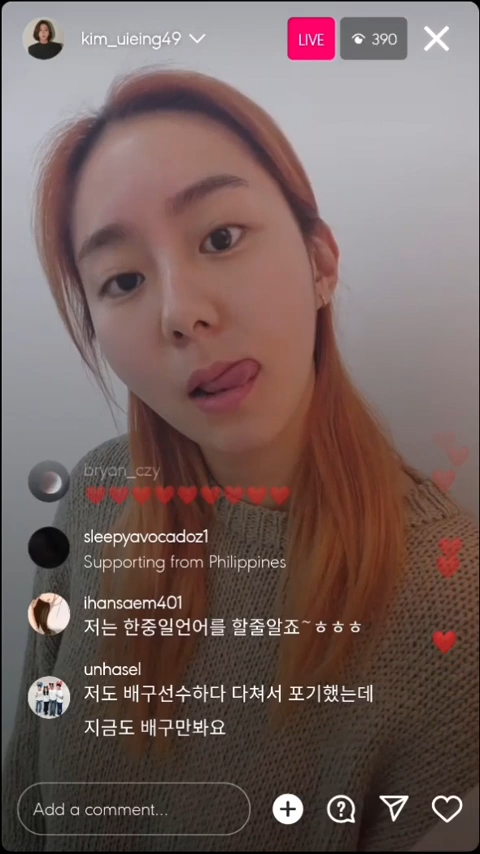 kim_uieing49
LIVE
390
bryan_czy
sleepyavocadoz1
Supporting from Philippines
ihansaem401
저는 한중일언어를 할줄알죠~ㅎㅎㅎ
unhasel
저도 배구선수하다 다쳐서 포기했는데
지금도 배구만봐요
Add a comment...